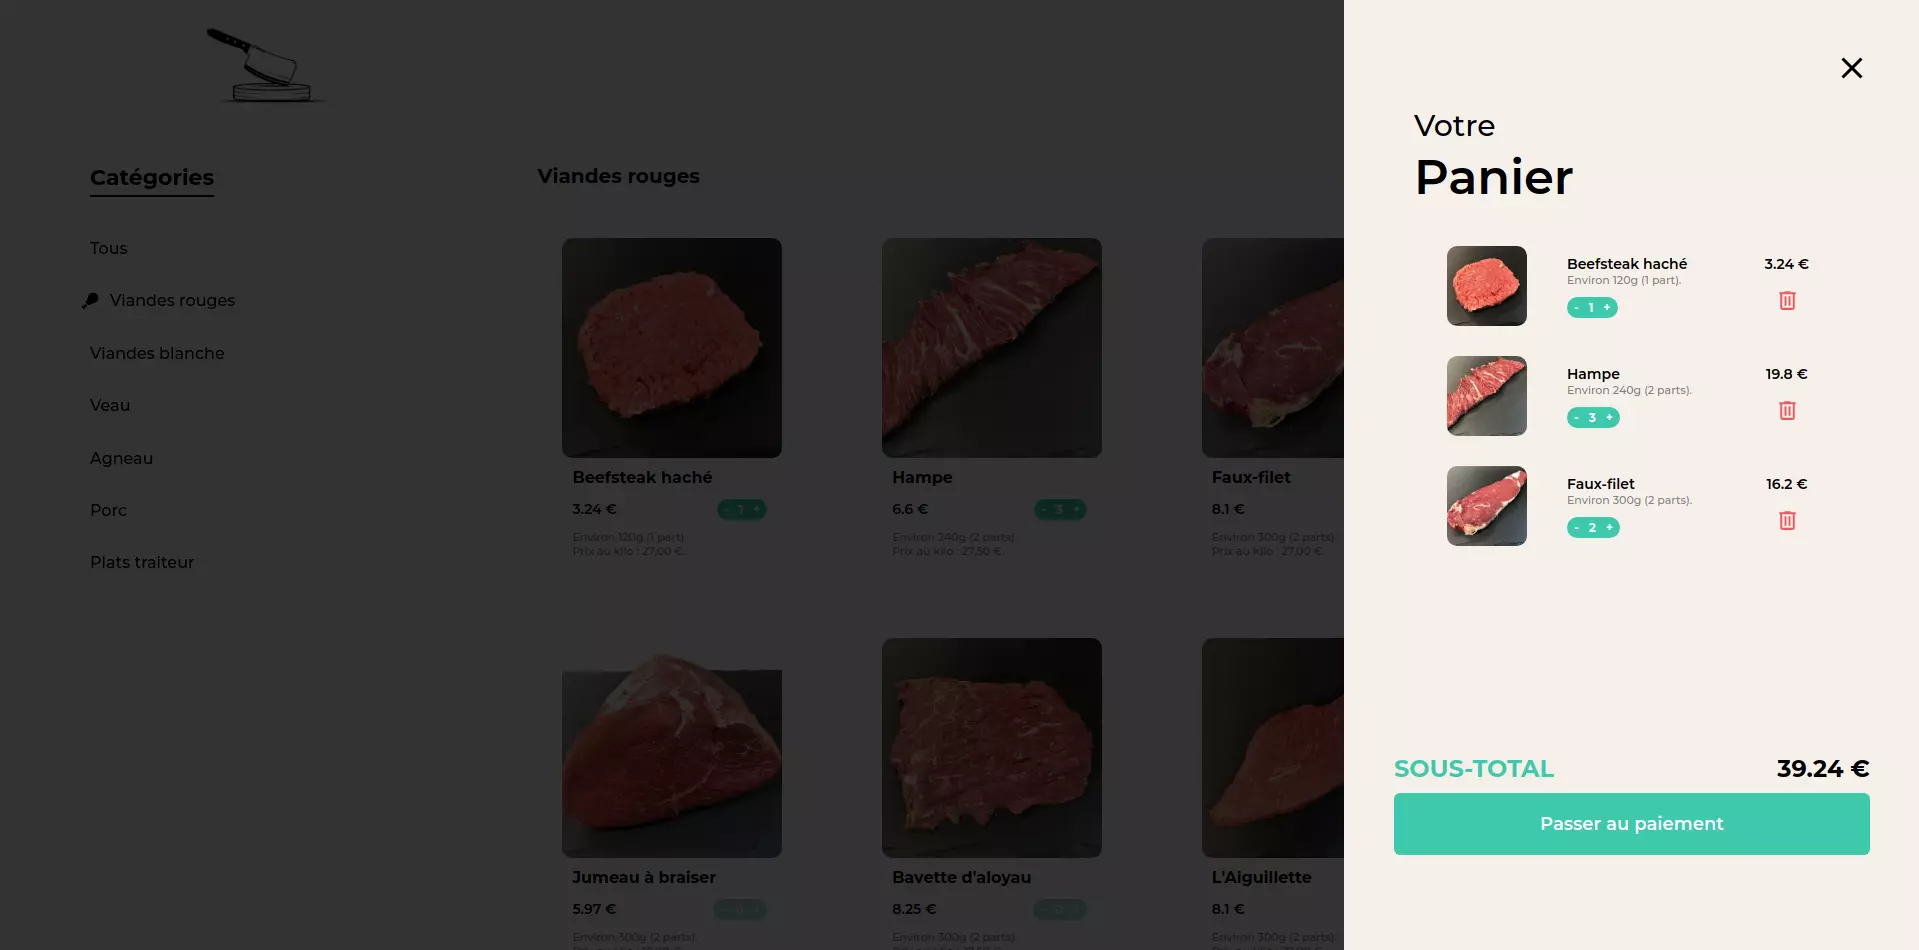 Catégories
Tous
Viandes rouges
Viandes blanche
Veau
Agneau
Porc
Plats traiteur
Viandes rouges
Beefsteak haché
3.24 €
- 1 +
Environ 120g (1 part).
Prix au kilo : 27,00 €.
Hampe
6.6 €
- 3 +
Environ 240g (2 parts).
Prix au kilo : 27,50 €.
Faux-filet
8.1 €
Environ 300g (2 parts).
Prix au kilo : 27,00 €.
Jumeau à braiser
5.97 €
- 0 +
Environ 300g (2 parts).
Bavette d'aloyau
8.25 €
- 0 +
Environ 300g (2 parts).
L'Aiguillette
8.1 €
Environ 300g (2 parts).
Votre
Panier
Beefsteak haché
3.24 €
Environ 120g (1 part).
- 1 +
Hampe
19.8 €
Environ 240g (2 parts).
- 3 +
Faux-filet
16.2 €
Environ 300g (2 parts).
- 2 +
SOUS-TOTAL
39.24 €
Passer au paiement